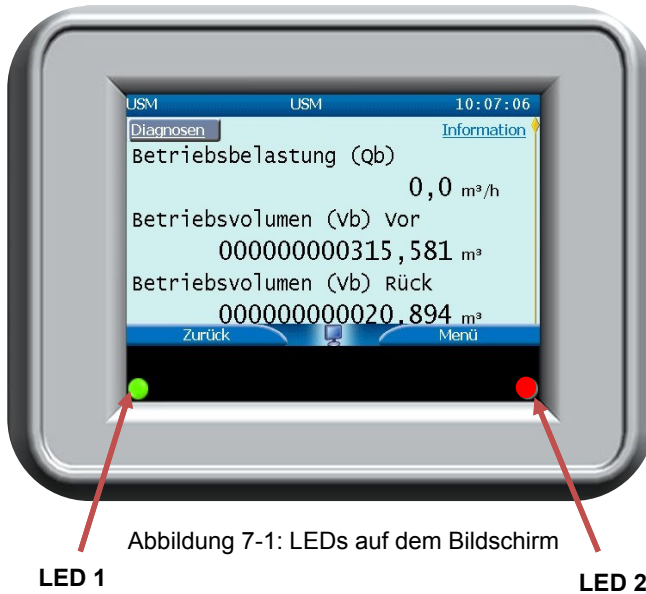 USM USM 10:07:06
Diagnosen Information
Betriebsbelastung (Qb)
0,0 m³/h
Betriebsvolumen (Vb) Vor
000000000315,581 m³
Betriebsvolumen (Vb) Rück
000000000020,894 m³
Zurück Menü
Abbildung 7-1: LEDs auf dem Bildschirm
LED 1 LED 2